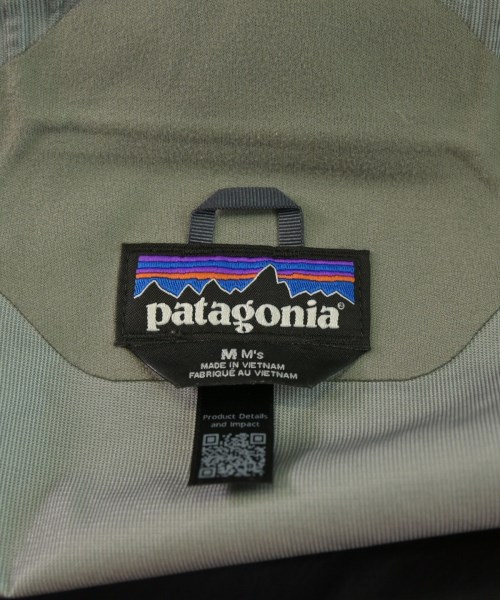 patagonia®
M M's
MADE IN VIETNAM
FABRIQUÉ AU VIETNAM
Product Details
and Impact